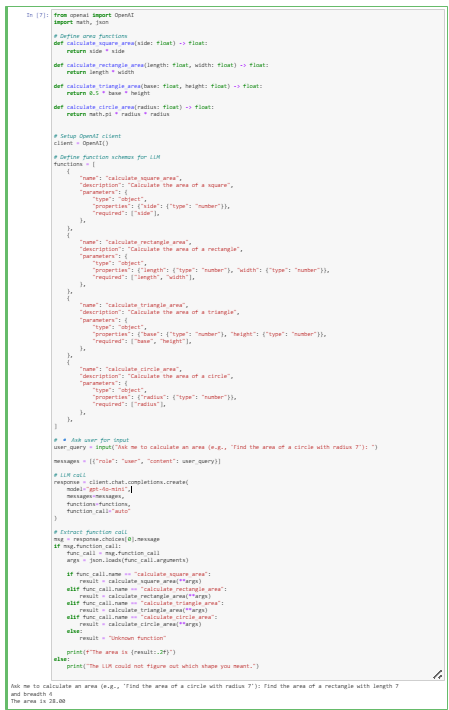 In [7]: from openai import OpenAI
import math, json
# Define area functions
def calculate_square_area(side: float) -> float:
return side * side
def calculate_rectangle_area(length: float, width: float) -> float:
return length * width
def calculate_triangle_area(base: float, height: float) -> float:
return 0.5 * base * height
def calculate_circle_area(radius: float) -> float:
return math.pi * radius * radius
# Setup OpenAI client
client = OpenAI()
# Define function schemas for LLM
functions = [
{
"name": "calculate_square_area",
"description": "Calculate the area of a square",
"parameters": {
"type": "object",
"properties": {"side": {"type": "number"}},
"required": ["side"],
},
},
{
"name": "calculate_rectangle_area",
"description": "Calculate the area of a rectangle",
"parameters": {
"type": "object",
"properties": {"length": {"type": "number"}, "width": {"type": "number"}},
"required": ["length", "width"],
},
},
{
"name": "calculate_triangle_area",
"description": "Calculate the area of a triangle",
"parameters": {
"type": "object",
"properties": {"base": {"type": "number"}, "height": {"type": "number"}},
"required": ["base", "height"],
},
},
{
"name": "calculate_circle_area",
"description": "Calculate the area of a circle",
"parameters": {
"type": "object",
"properties": {"radius": {"type": "number"}},
"required": ["radius"],
},
},
]
# Ask user for input
user_query = input("Ask me to calculate an area (e.g., 'Find the area of a circle with radius 7'): ")
messages = [{"role": "user", "content": user_query}]
# LLM call
response = client.chat.completions.create(
model="gpt-4o-mini",
messages=messages,
functions=functions,
function_call="auto"
)
# Extract function call
msg = response.choices[0].message
if msg.function_call:
func_call = msg.function_call
args = json.loads(func_call.arguments)
if func_call.name == "calculate_square_area":
result = calculate_square_area(**args)
elif func_call.name == "calculate_rectangle_area":
result = calculate_rectangle_area(**args)
elif func_call.name == "calculate_triangle_area":
result = calculate_triangle_area(**args)
elif func_call.name == "calculate_circle_area":
result = calculate_circle_area(**args)
else:
result = "Unknown function"
print(f"The area is {result:.2f}")
else:
print("The LLM could not figure out which shape you meant.")
Ask me to calculate an area (e.g., 'Find the area of a circle with radius 7'): Find the area of a rectangle with length 7
and breadth 4
The area is 28.00